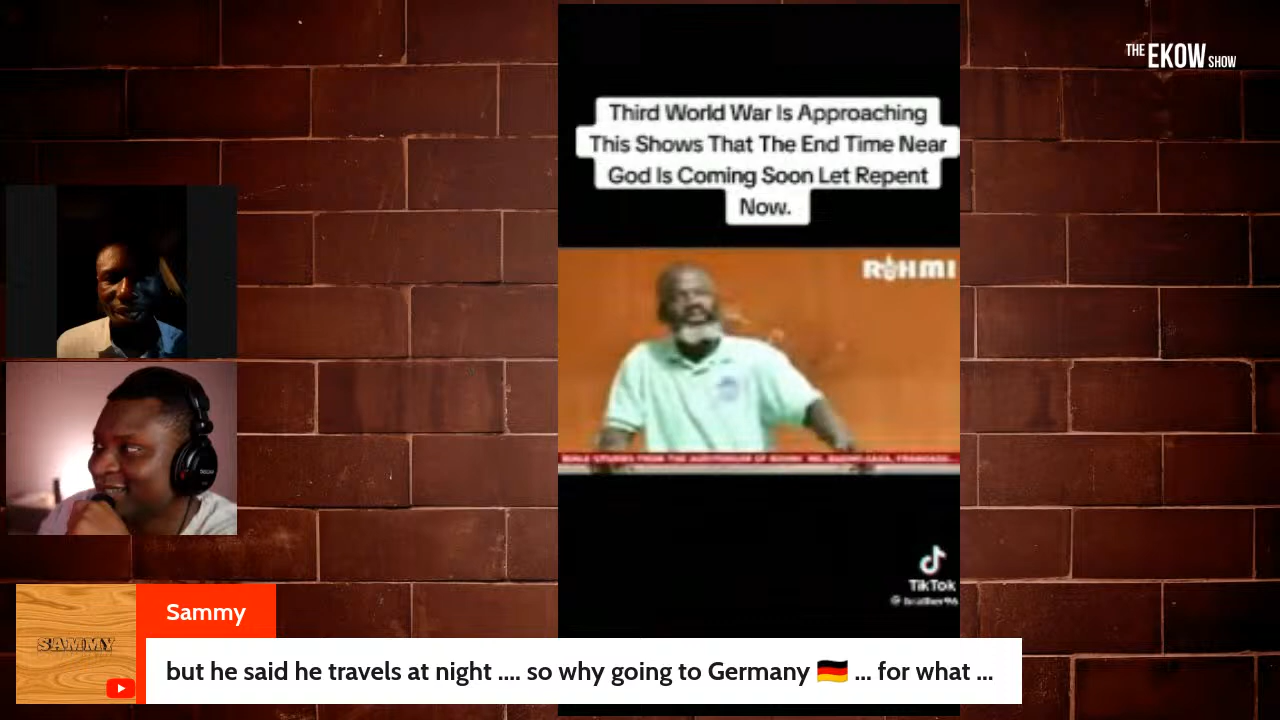 THE EKOW SHOW
Third World War Is Approaching
This Shows That The End Time Near
God Is Coming Soon Let Repent
Now.
TikTok
SAMMY
Sammy
but he said he travels at night .... so why going to Germany 🇩🇪 ... for what ...